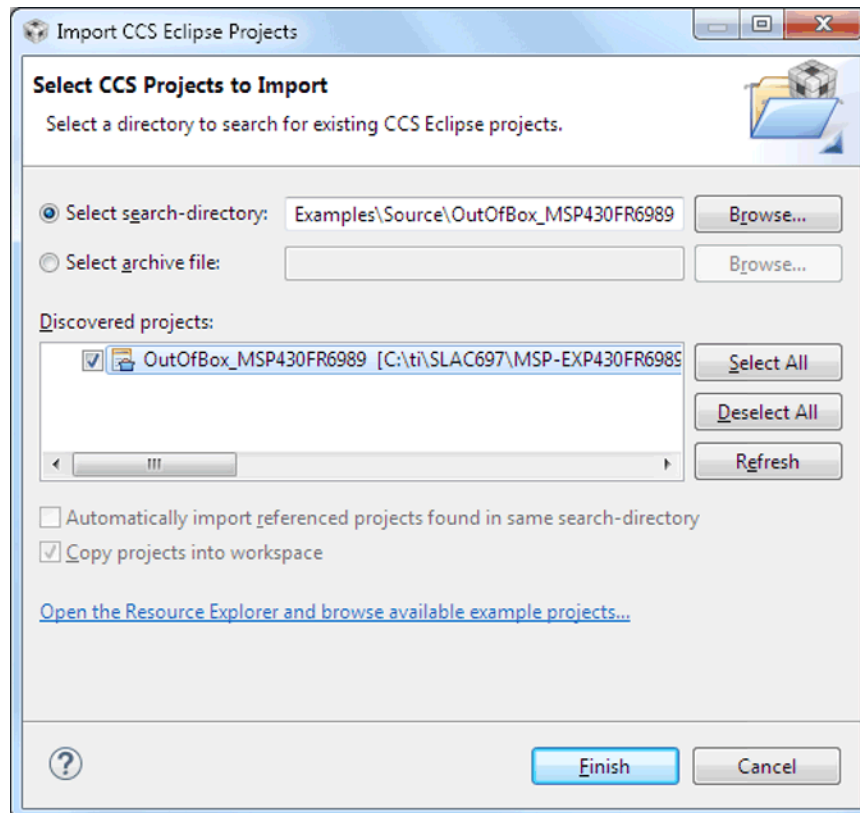 Import CCS Eclipse Projects
Select CCS Projects to Import
Select a directory to search for existing CCS Eclipse projects.
Select search-directory: Examples\Source\OutOfBox_MSP430FR6989 Browse...
Select archive file: Browse...
Discovered projects:
OutOfBox_MSP430FR6989 [C:\ti\SLAC697\MSP-EXP430FR6989 Select All
Deselect All
Refresh
Automatically import referenced projects found in same search-directory
Copy projects into workspace
Open the Resource Explorer and browse available example projects...
? Finish Cancel